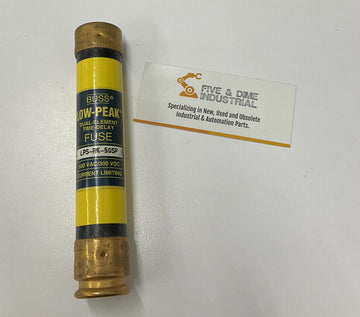 BUSS®
LOW-PEAK®
DUAL-ELEMENT
TIME-DELAY
FUSE
LPS-RK-50SP
600 VAC/300 VDC
CURRENT LIMITING
FIVE & DIME
INDUSTRIAL
Specializing in New, Used and Obsolete
Industrial & Automation Parts.